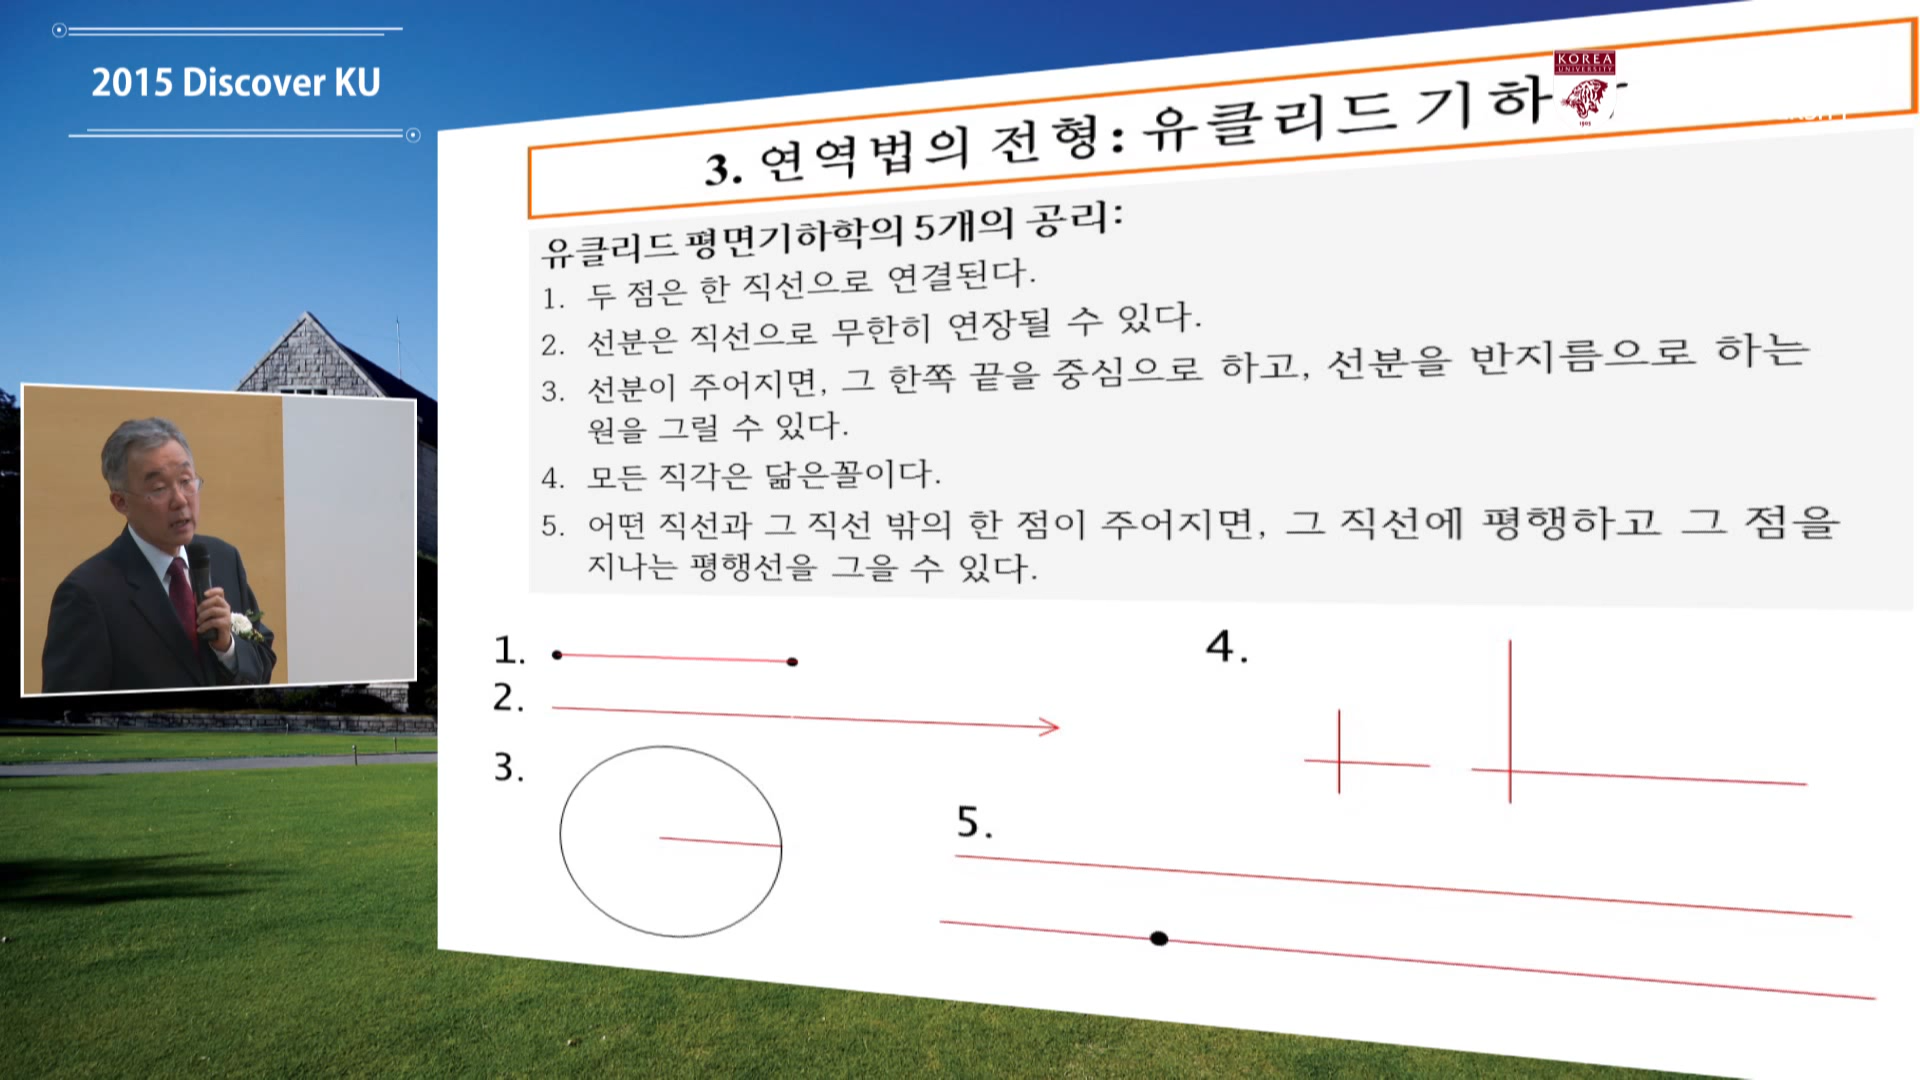 2015 Discover KU
KOREA
UNIVERSITY
3. 연역법의 전형: 유클리드 기하
유클리드 평면기하학의 5개의 공리:
1. 두 점은 한 직선으로 연결된다.
2. 선분은 직선으로 무한히 연장될 수 있다.
3. 선분이 주어지면, 그 한쪽 끝을 중심으로 하고, 선분을 반지름으로 하는
원을 그릴 수 있다.
4. 모든 직각은 닮은꼴이다.
5. 어떤 직선과 그 직선 밖의 한 점이 주어지면, 그 직선에 평행하고 그 점을
지나는 평행선을 그을 수 있다.
1.
2.
3.
4.
5.